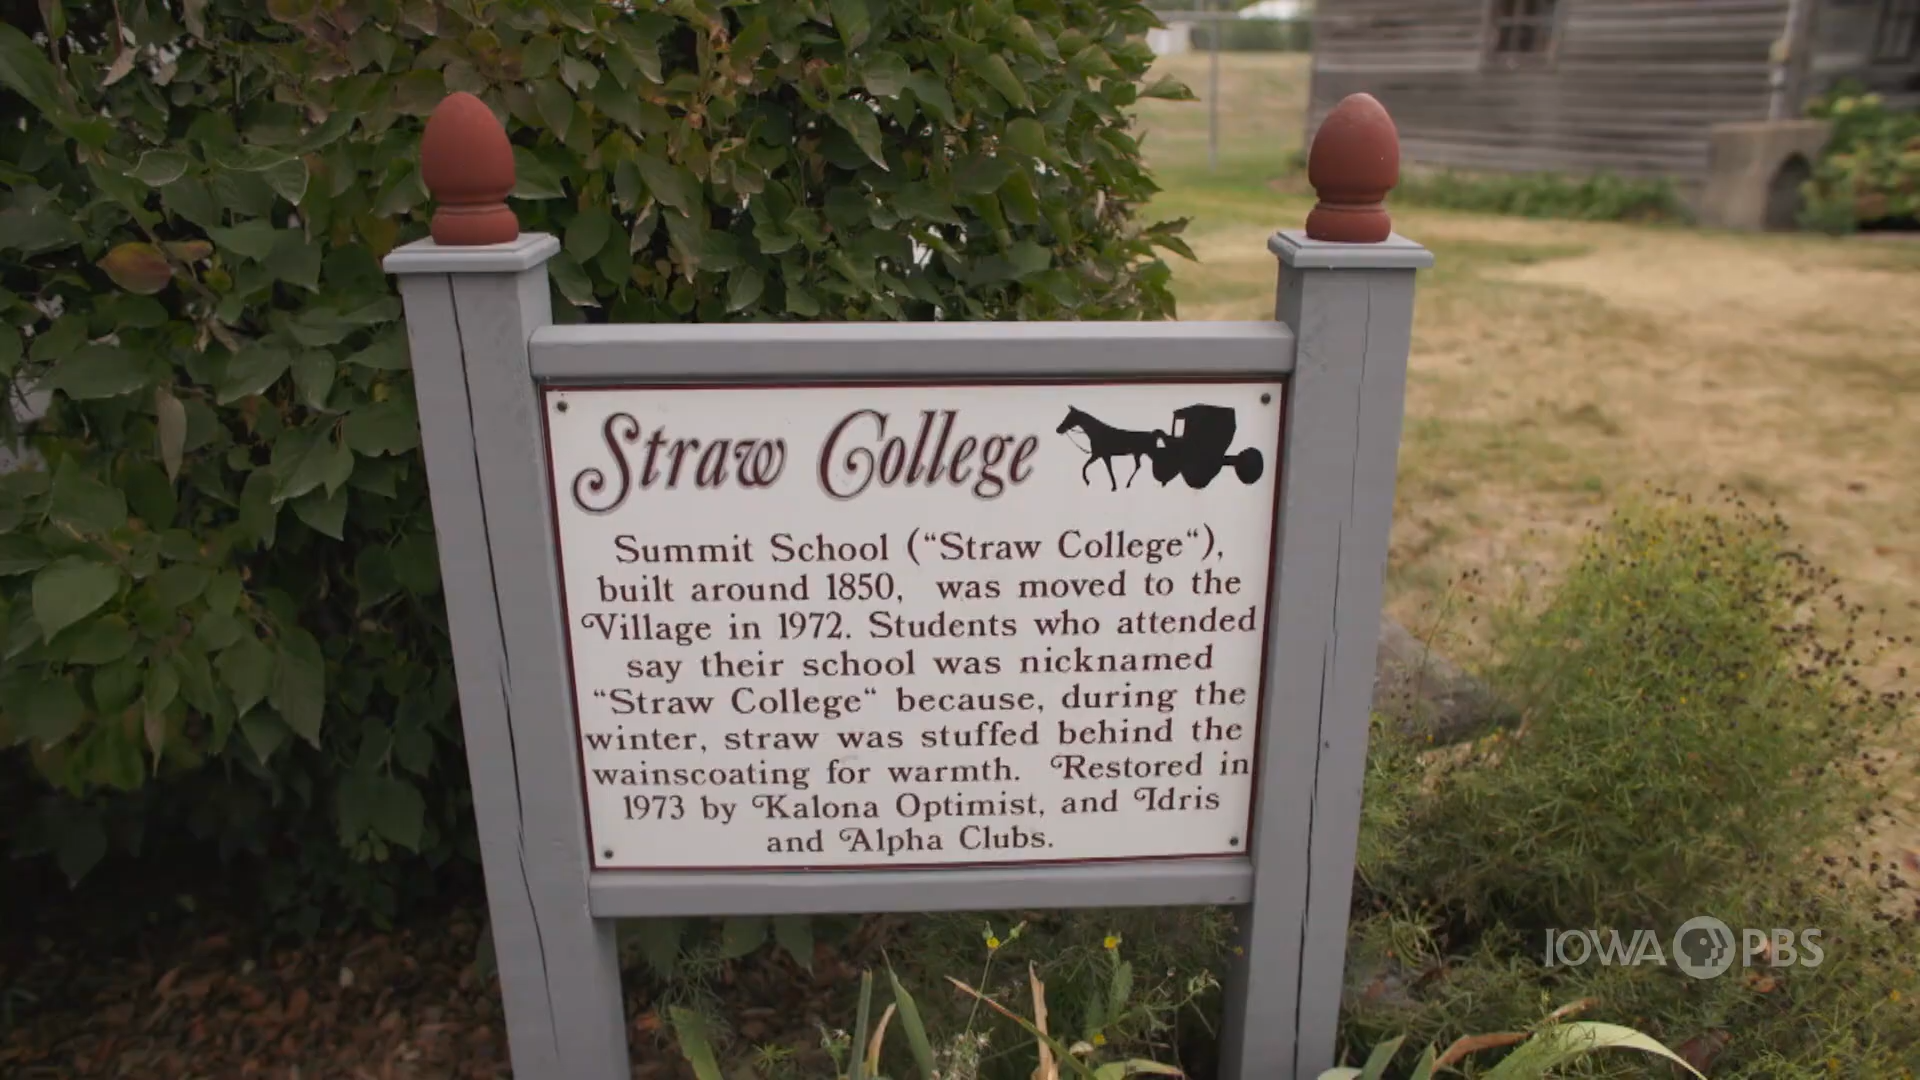 Straw College
Summit School (“Straw College“),
built around 1850, was moved to the
Village in 1972. Students who attended
say their school was nicknamed
“Straw College“ because, during the
winter, straw was stuffed behind the
wainscoating for warmth. Restored in
1973 by Kalona Optimist, and Idris
and Alpha Clubs.
IOWA PBS